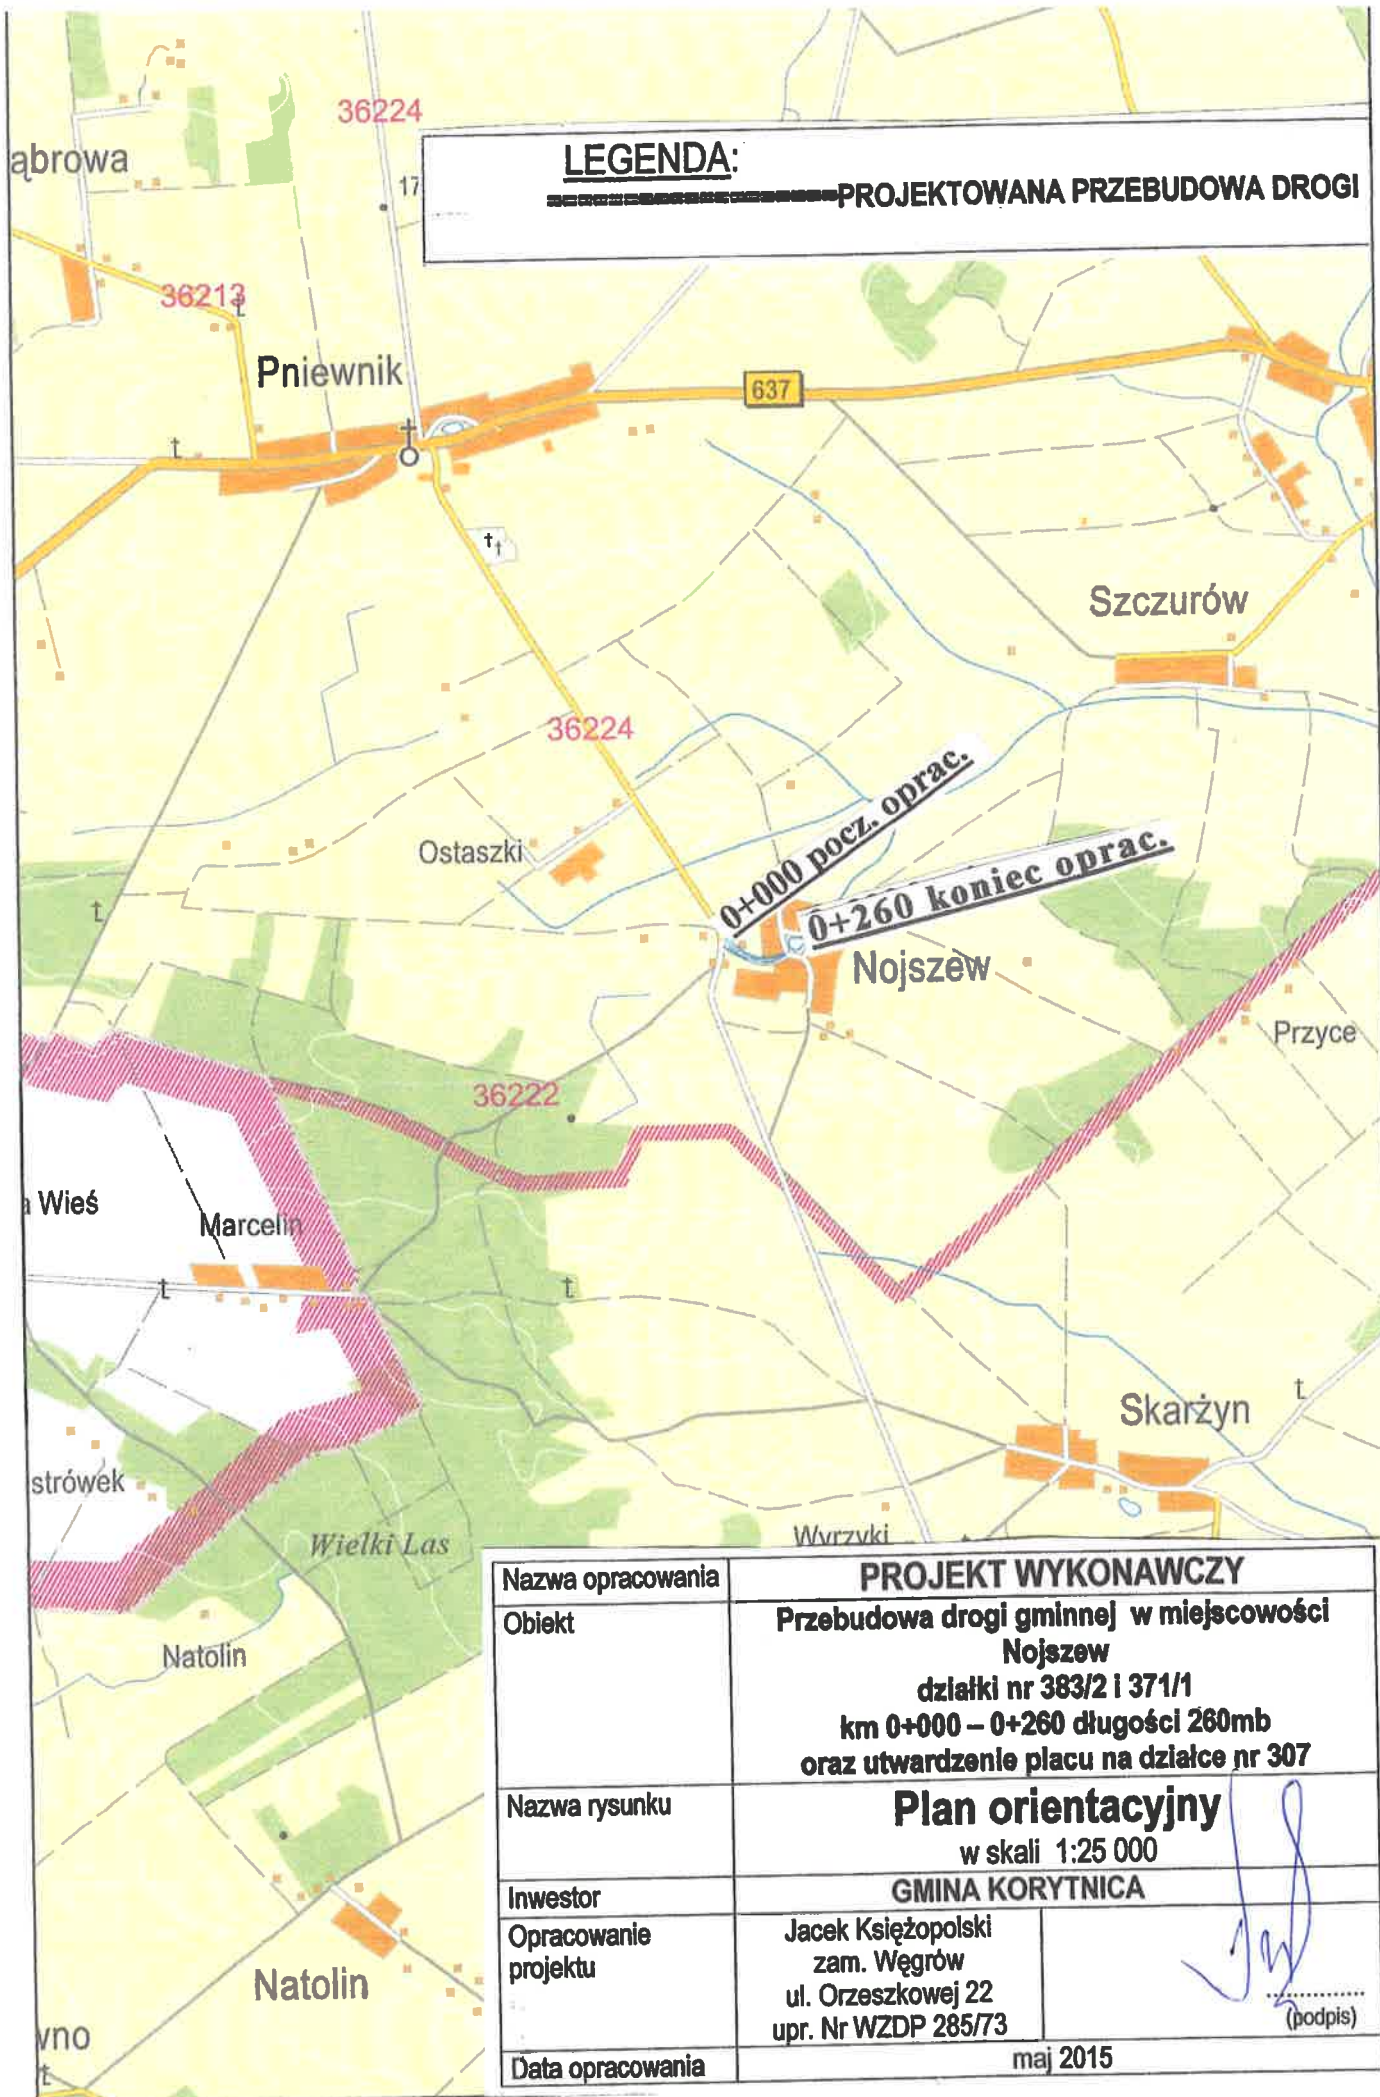 36224
ąbrowa
17
LEGENDA:
PROJEKTOWANA PRZEBUDOWA DROGI
36213
t
Pniewnik
637
t
Szczurów
36224
0+000 pocz. oprac.
Ostaszki
0+260 koniec oprac.
t
Nojszew
Przyce
36222
Wieś
Marcelin
t
t
Skarżyn
t
strówek
Wielki Las
Wyrzyki
Natolin
Natolin
wno
t
Nazwa opracowania
PROJEKT WYKONAWCZY
Obiekt
Przebudowa drogi gminnej w miejscowości
Nojszew
działki nr 383/2 i 371/1
km 0+000 – 0+260 długości 260mb
oraz utwardzenie placu na działce nr 307
Nazwa rysunku
Plan orientacyjny
w skali 1:25 000
Inwestor
GMINA KORYTNICA
Opracowanie
projektu
Jacek Księżopolski
zam. Węgrów
ul. Orzeszkowej 22
upr. Nr WZDP 285/73
..............
(podpis)
Data opracowania
maj 2015